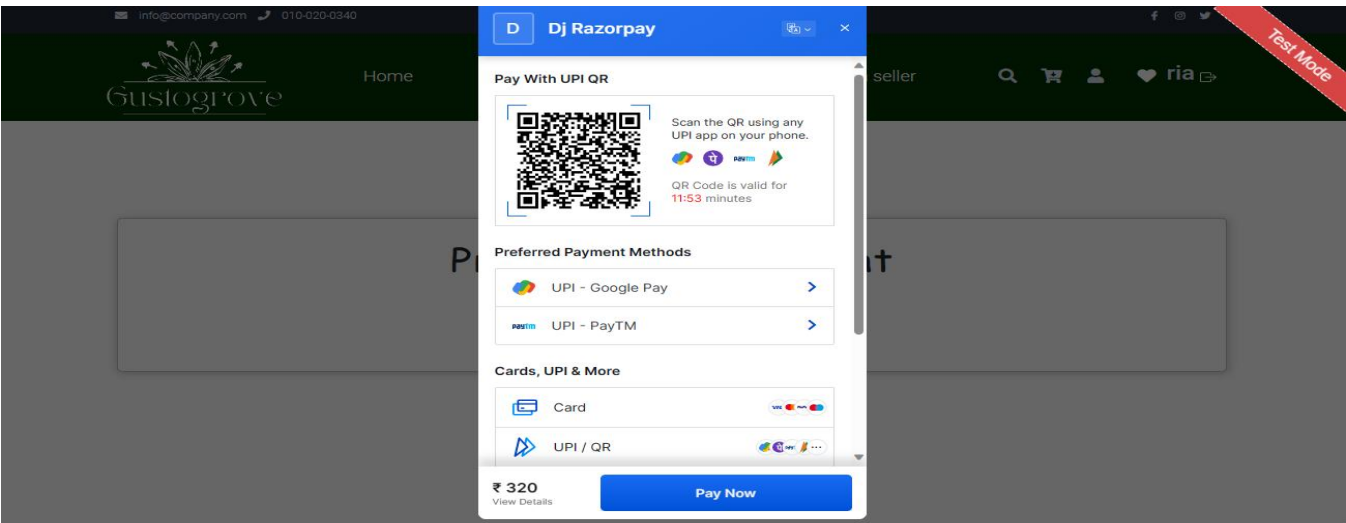 info@company.com 010-020-0340
Gustogrove
Home
seller
ria
Test Mode
D Dj Razorpay
Pay With UPI QR
Scan the QR using any
UPI app on your phone.
QR Code is valid for
11:53 minutes
Preferred Payment Methods
UPI - Google Pay
paytm UPI - PayTM
Cards, UPI & More
Card
UPI / QR
₹ 320
View Details
Pay Now